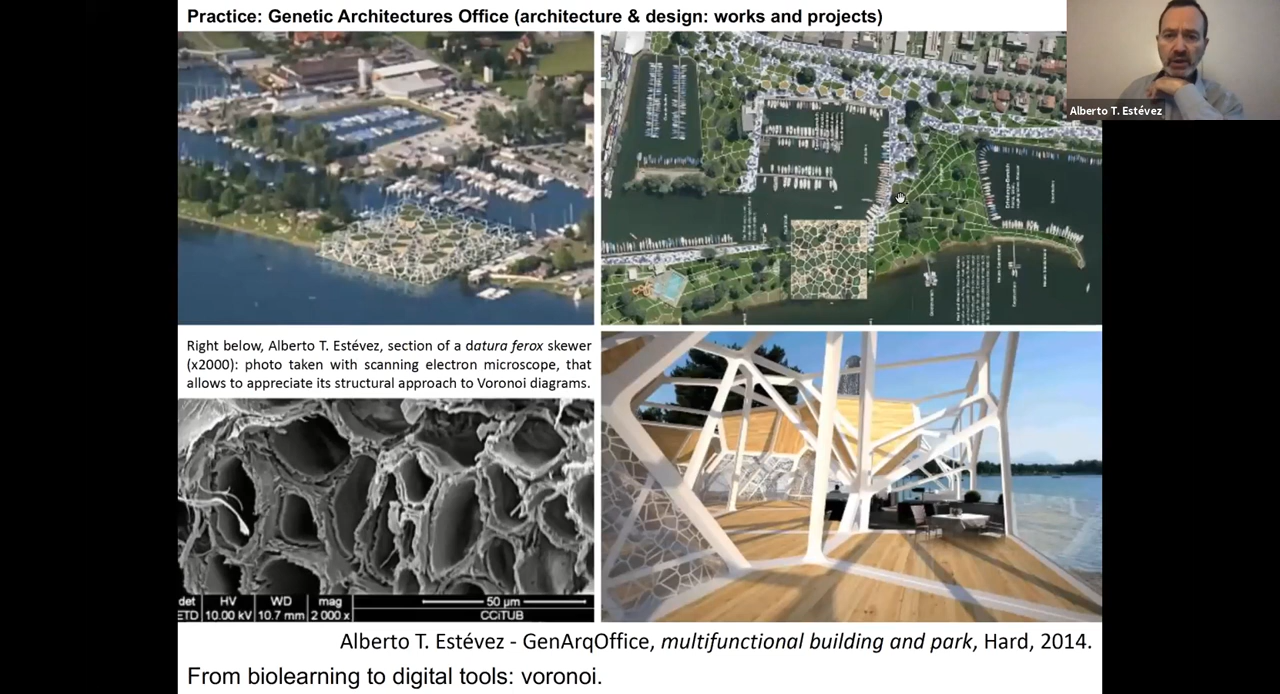 Practice: Genetic Architectures Office (architecture & design: works and projects)
Alberto T. Estévez
Right below, Alberto T. Estévez, section of a datura ferox skewer
(x2000): photo taken with scanning electron microscope, that
allows to appreciate its structural approach to Voronoi diagrams.
det HV WD mag 50 µm
ETD 10.00 kV 10.7 mm 2 000 x CCiTUB
Alberto T. Estévez - GenArqOffice, multifunctional building and park, Hard, 2014.
From biolearning to digital tools: voronoi.